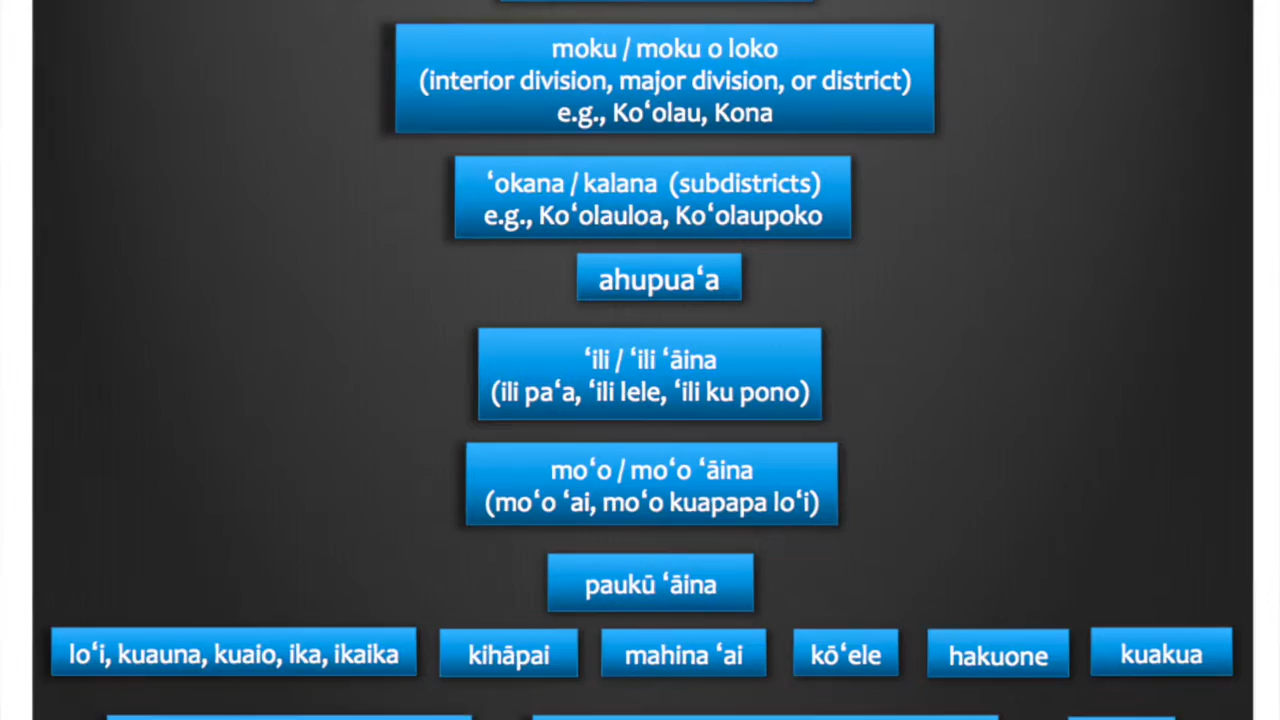 moku / moku o loko
(interior division, major division, or district)
e.g., Koʻolau, Kona
ʻokana / kalana (subdistricts)
e.g., Koʻolauloa, Koʻolaupoko
ahupuaʻa
ʻili / ʻili ʻāina
(ili paʻa, ʻili lele, ʻili ku pono)
moʻo / moʻo ʻāina
(moʻo ʻai, moʻo kuapapa loʻi)
paukū ʻāina
loʻi, kuauna, kuaio, ika, ikaika
kihāpai
mahina ʻai
kōʻele
hakuone
kuakua